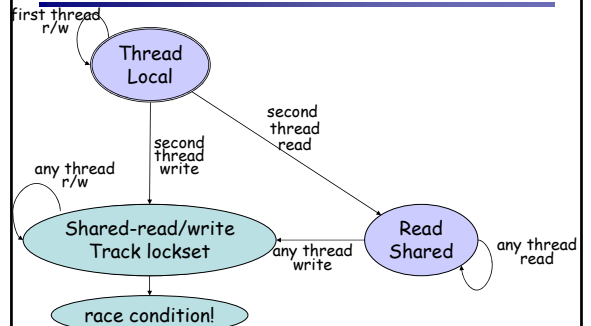 first thread
r/w
Thread
Local
second
thread
read
second
thread
write
any thread
r/w
Shared-read/write
Track lockset
any thread
write
Read
Shared
any thread
read
race condition!